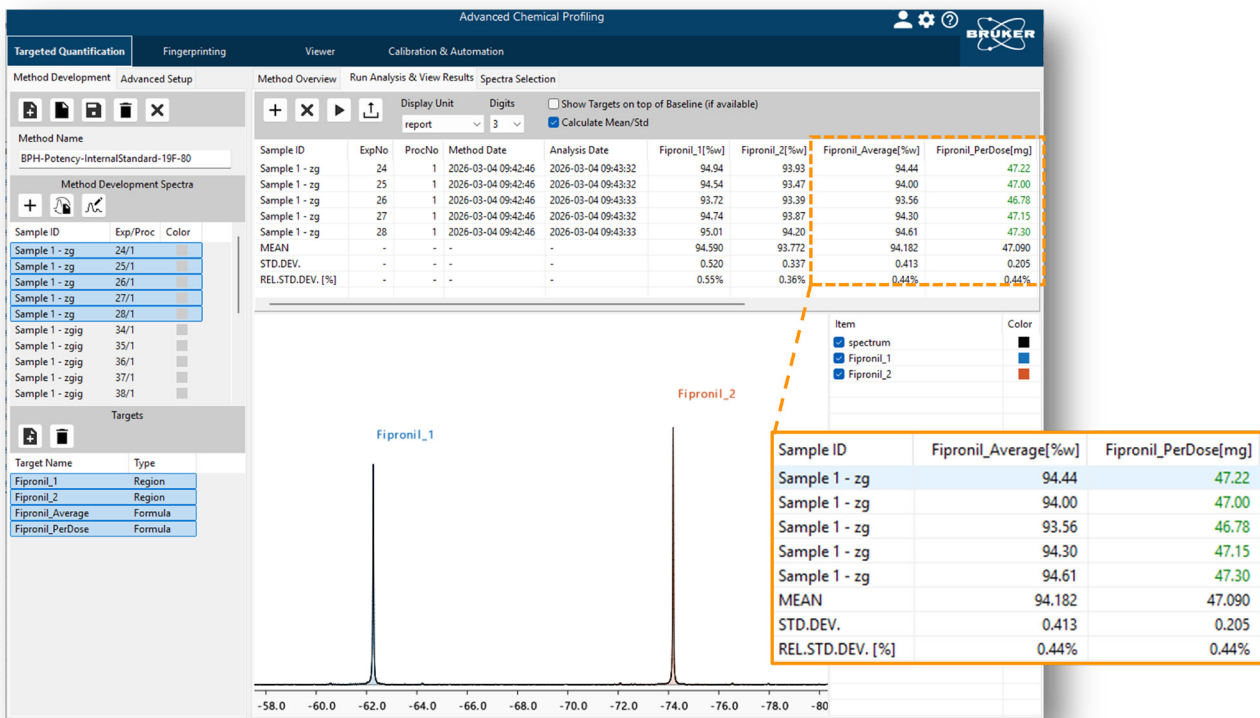 Advanced Chemical Profiling
BRUKER
Targeted Quantification Fingerprinting Viewer Calibration & Automation
Method Development Advanced Setup
Method Name
BPH-Potency-InternalStandard-19F-80
Method Development Spectra
Sample ID Exp/Proc Color
Sample 1 - zg 24/1
Sample 1 - zg 25/1
Sample 1 - zg 26/1
Sample 1 - zg 27/1
Sample 1 - zg 28/1
Sample 1 - zgig 34/1
Sample 1 - zgig 35/1
Sample 1 - zgig 36/1
Sample 1 - zgig 37/1
Sample 1 - zgig 38/1
Targets
Target Name Type
Fipronil_1 Region
Fipronil_2 Region
Fipronil_Average Formula
Fipronil_PerDose Formula
Method Overview Run Analysis & View Results Spectra Selection
Display Unit Digits Show Targets on top of Baseline (if available)
report 3 Calculate Mean/Std
Sample ID ExpNo ProcNo Method Date Analysis Date Fipronil_1[%w] Fipronil_2[%w] Fipronil_Average[%w] Fipronil_PerDose[mg]
Sample 1 - zg 24 1 2026-03-04 09:42:46 2026-03-04 09:43:32 94.94 93.93 94.44 47.22
Sample 1 - zg 25 1 2026-03-04 09:42:46 2026-03-04 09:43:32 94.54 93.47 94.00 47.00
Sample 1 - zg 26 1 2026-03-04 09:42:46 2026-03-04 09:43:33 93.72 93.39 93.56 46.78
Sample 1 - zg 27 1 2026-03-04 09:42:46 2026-03-04 09:43:32 94.74 93.87 94.30 47.15
Sample 1 - zg 28 1 2026-03-04 09:42:46 2026-03-04 09:43:33 95.01 94.20 94.61 47.30
MEAN - - - - 94.590 93.772 94.182 47.090
STD.DEV. - - - - 0.520 0.337 0.413 0.205
REL.STD.DEV. [%] - - - - 0.55% 0.36% 0.44% 0.44%
Item Color
spectrum
Fipronil_1
Fipronil_2
Fipronil_2
Fipronil_1
-58.0 -60.0 -62.0 -64.0 -66.0 -68.0 -70.0 -72.0 -74.0 -76.0 -78.0 -80
Sample ID Fipronil_Average[%w] Fipronil_PerDose[mg]
Sample 1 - zg 94.44 47.22
Sample 1 - zg 94.00 47.00
Sample 1 - zg 93.56 46.78
Sample 1 - zg 94.30 47.15
Sample 1 - zg 94.61 47.30
MEAN 94.182 47.090
STD.DEV. 0.413 0.205
REL.STD.DEV. [%] 0.44% 0.44%